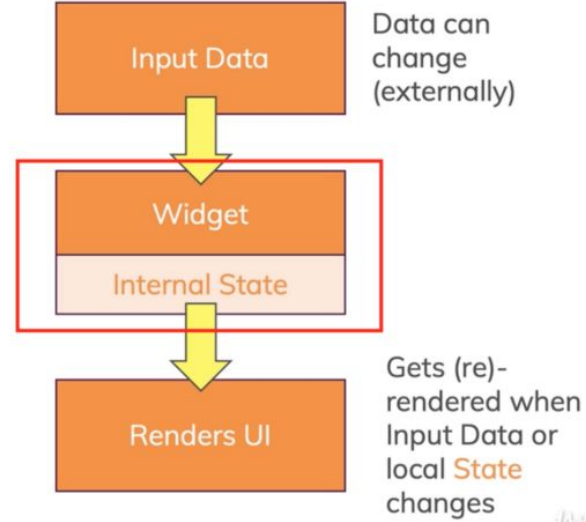 Input Data
Data can
change
(externally)
Widget
Internal State
Renders UI
Gets (re)-
rendered when
Input Data or
local State
changes